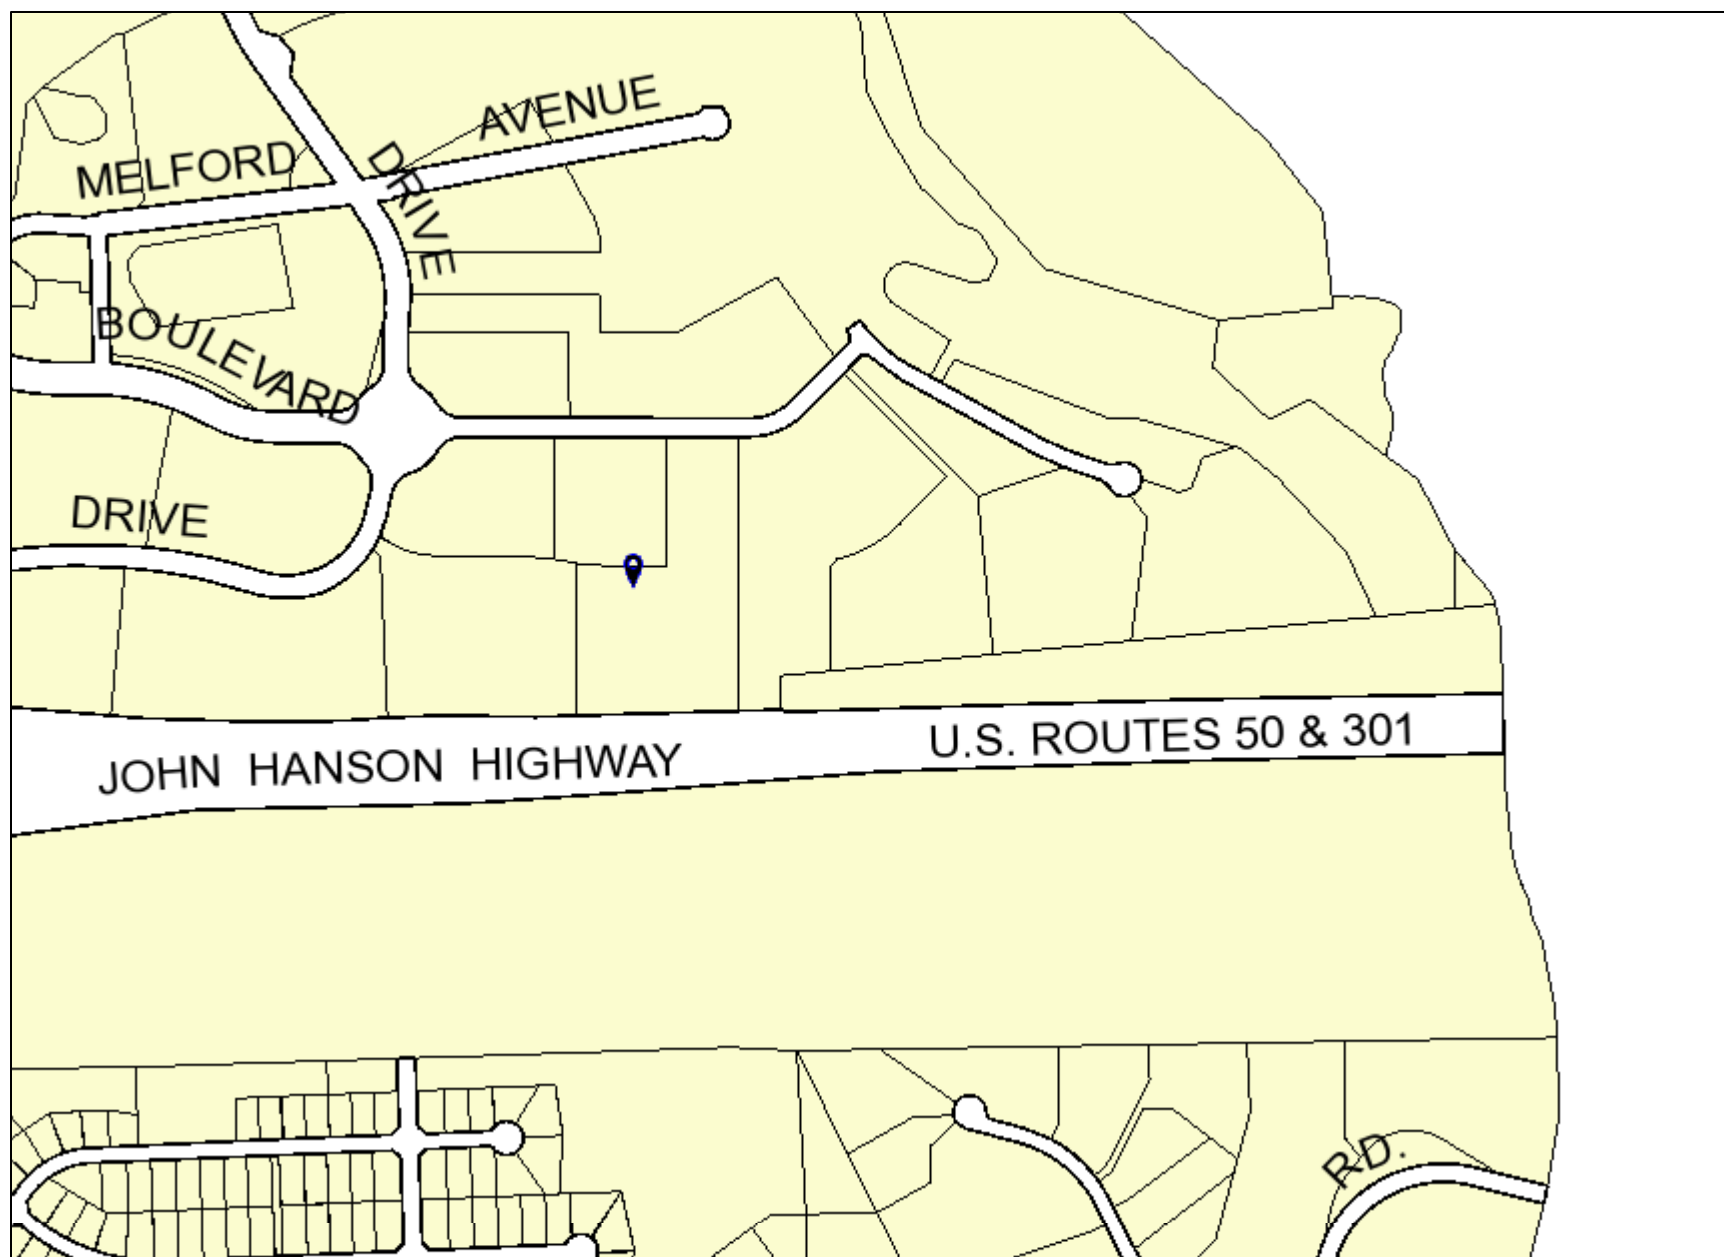 AVENUE
MELFORD
DRIVE
BOULEVARD
DRIVE
U.S. ROUTES 50 & 301
JOHN HANSON HIGHWAY
RD.